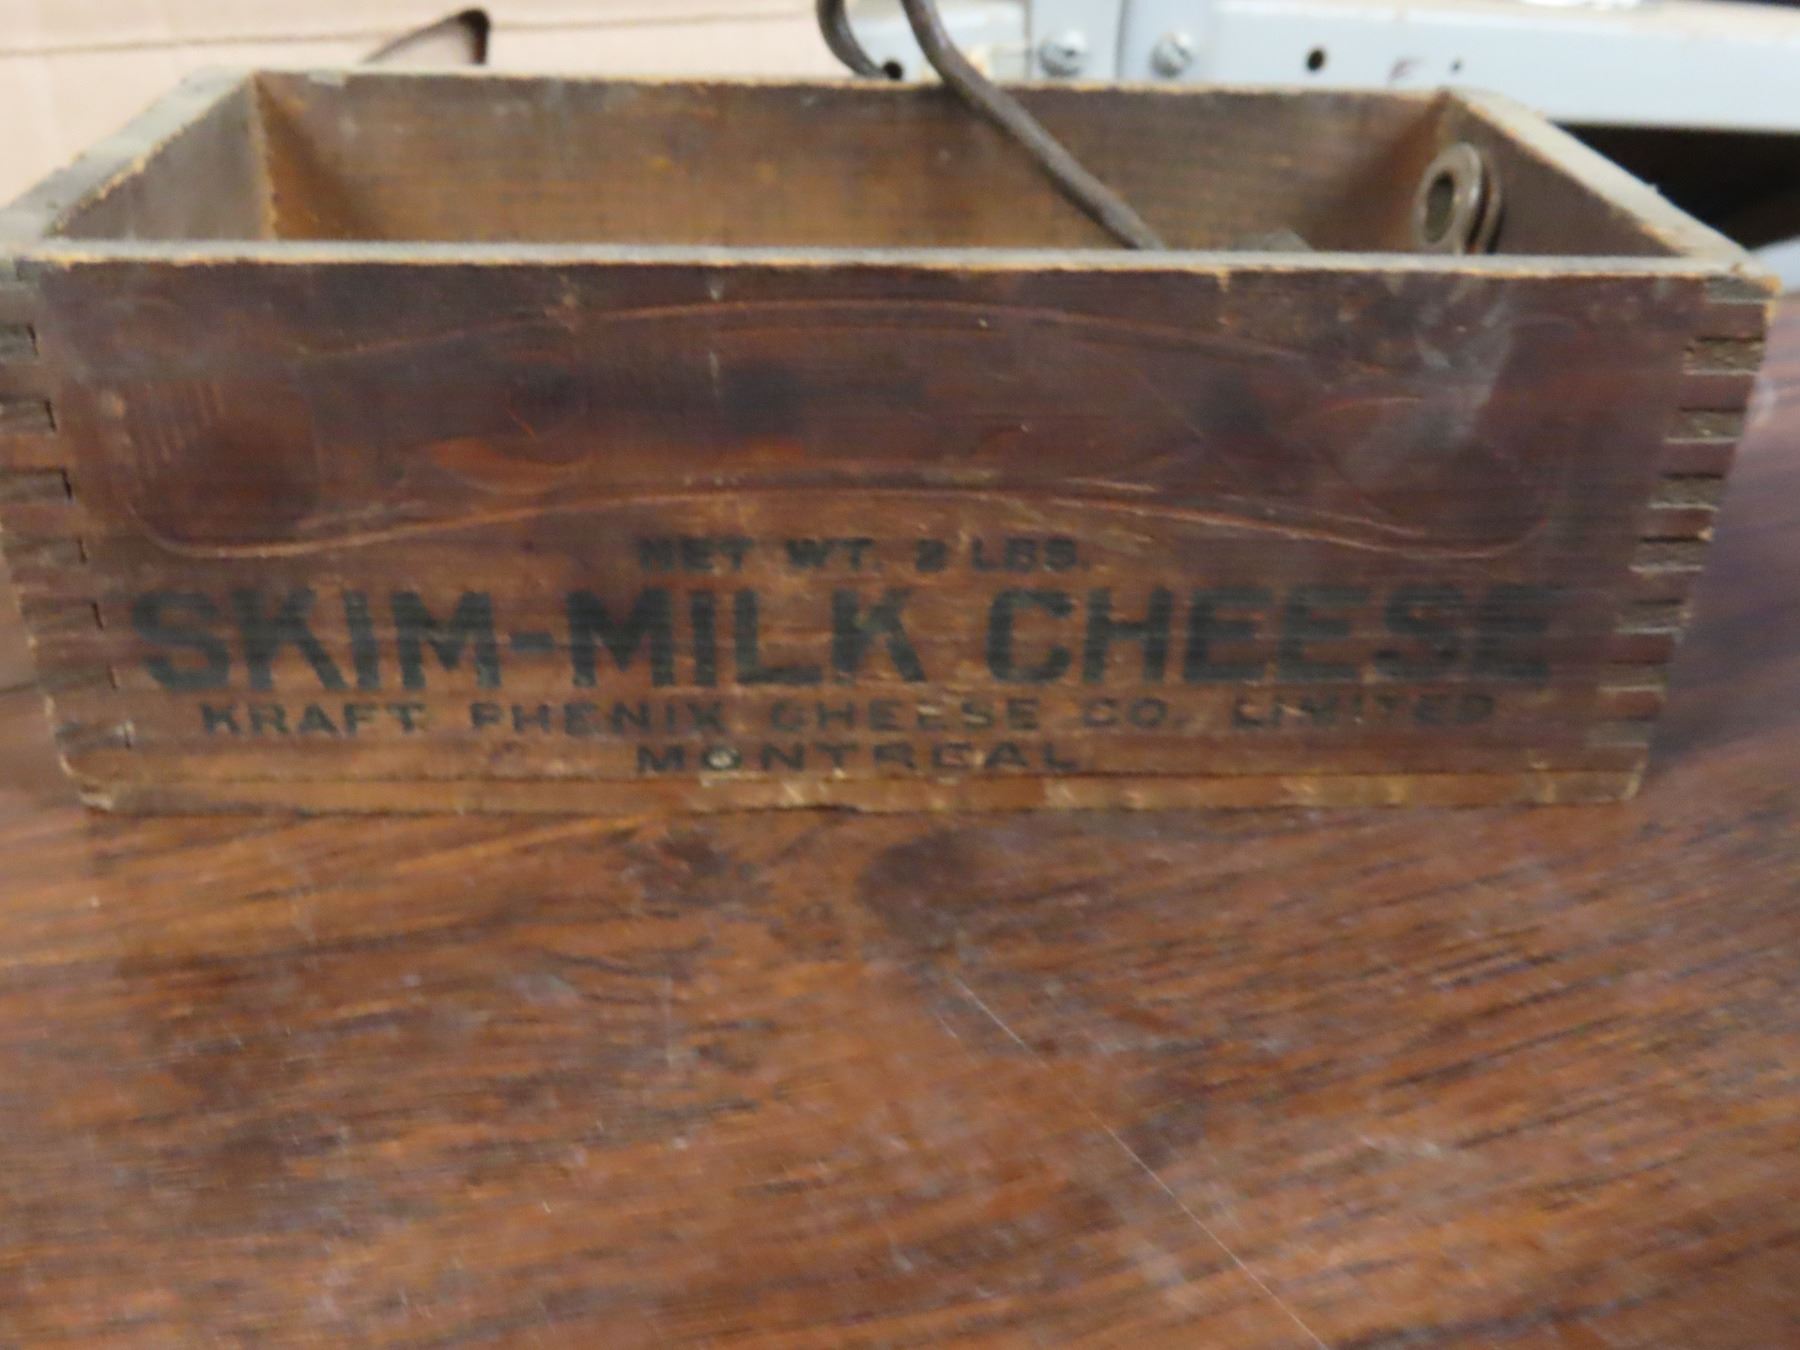 NET WT. 2 LBS.
SKIM-MILK CHEESE
KRAFT PHENIX CHEESE CO. LIMITED
MONTREAL